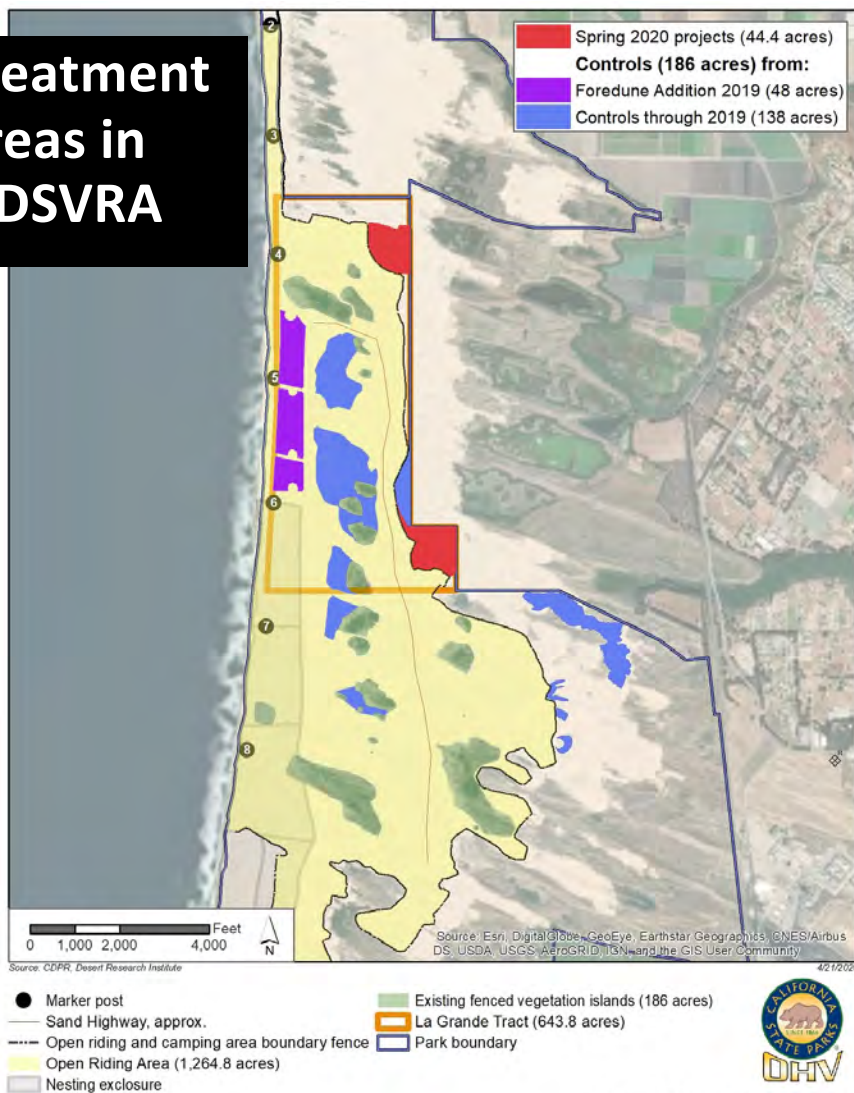 eatment
reas in
DSVRA
Spring 2020 projects (44.4 acres)
Controls (186 acres) from:
Foredune Addition 2019 (48 acres)
Controls through 2019 (138 acres)
2
3
4
5
6
7
8
Feet
0 1,000 2,000 4,000
N
Source: Esri, DigitalGlobe, GeoEye, Earthstar Geographics, CNES/Airbus
DS, USDA, USGS, AeroGRID, IGN, and the GIS User Community
Source: CDPR, Desert Research Institute
4/21/202
Marker post
Sand Highway, approx.
Open riding and camping area boundary fence
Open Riding Area (1,264.8 acres)
Nesting exclosure
Existing fenced vegetation islands (186 acres)
La Grande Tract (643.8 acres)
Park boundary
CALIFORNIA
SINCE 1864
STATE PARKS
OHV